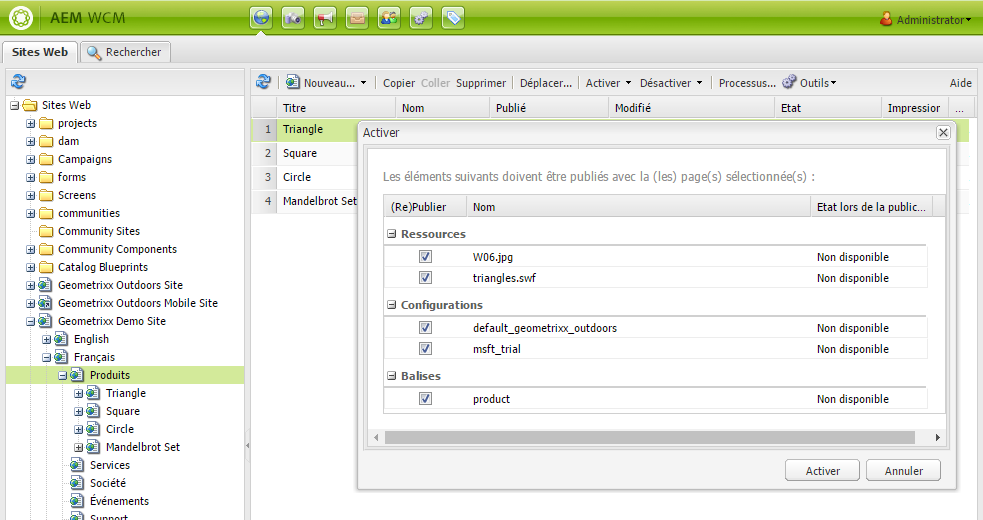 AEM WCM
Administrator
Sites Web
Rechercher
Nouveau... Copier Coller Supprimer Déplacer... Activer Désactiver Processus... Outils Aide
Sites Web
projects
dam
Campaigns
forms
Screens
communities
Community Sites
Community Components
Catalog Blueprints
Geometrixx Outdoors Site
Geometrixx Outdoors Mobile Site
Geometrixx Demo Site
English
Français
Produits
Triangle
Square
Circle
Mandelbrot Set
Services
Société
Événements
Support
Titre Nom Publié Modifié Etat Impression ...
1 Triangle
2 Square
3 Circle
4 Mandelbrot Set
Activer
Les éléments suivants doivent être publiés avec la (les) page(s) sélectionnée(s) :
(Re)Publier Nom Etat lors de la public...
Ressources
W06.jpg Non disponible
triangles.swf Non disponible
Configurations
default_geometrixx_outdoors Non disponible
msft_trial Non disponible
Balises
product Non disponible
Activer Annuler